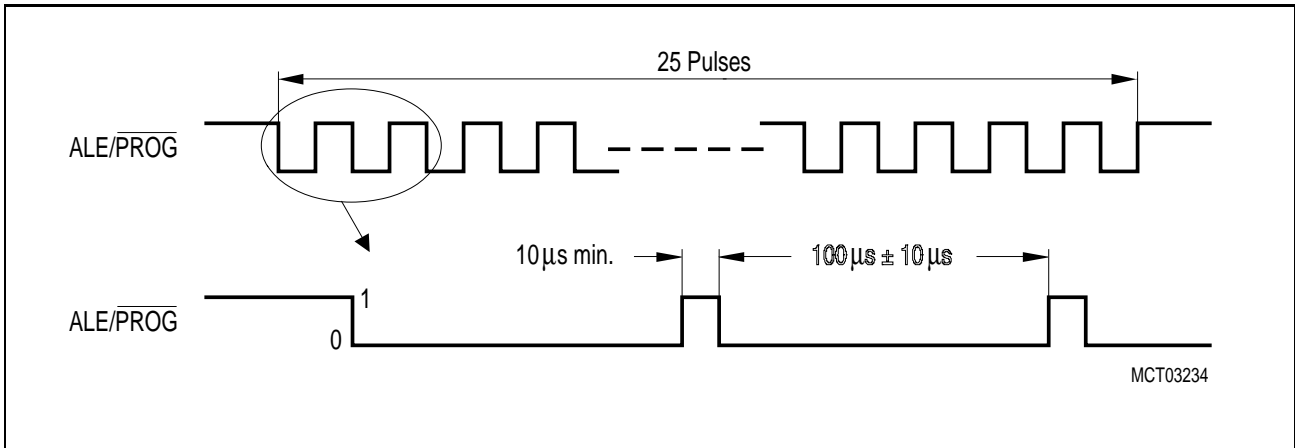 25 Pulses
ALE/PROG
10 µs min.
100 µs ± 10 µs
ALE/PROG
1
0
MCT03234